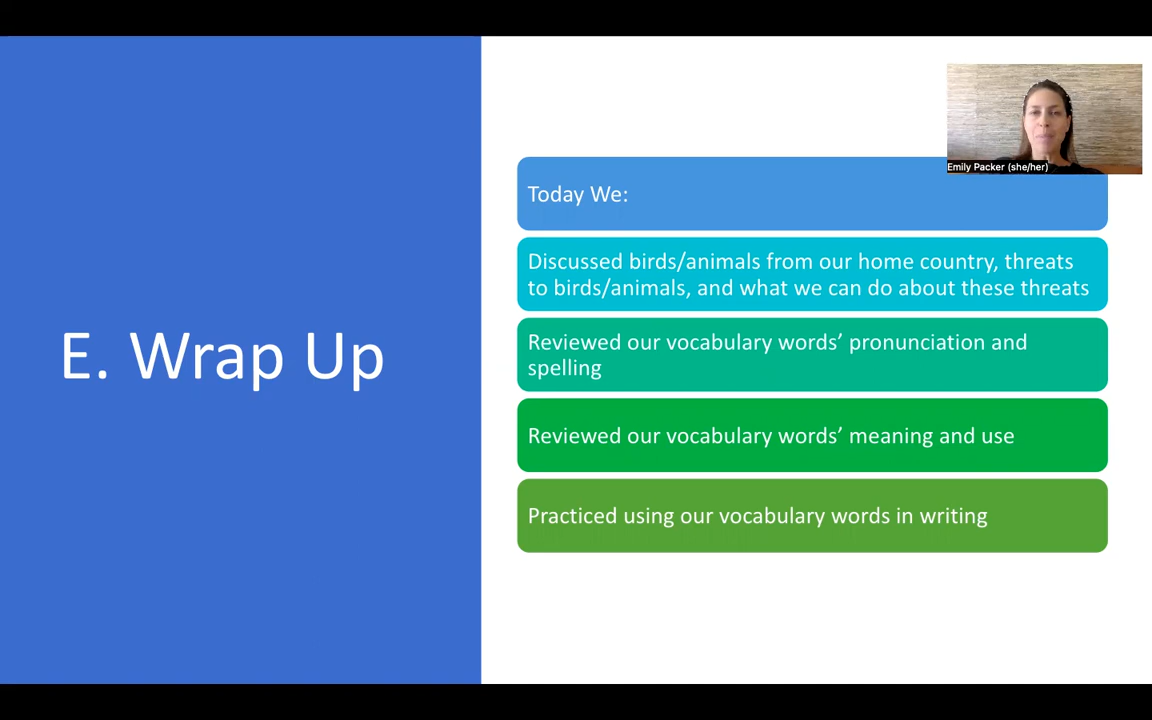 E. Wrap Up
Emily Packer (she/her)
Today We:
Discussed birds/animals from our home country, threats
to birds/animals, and what we can do about these threats
Reviewed our vocabulary words’ pronunciation and
spelling
Reviewed our vocabulary words’ meaning and use
Practiced using our vocabulary words in writing